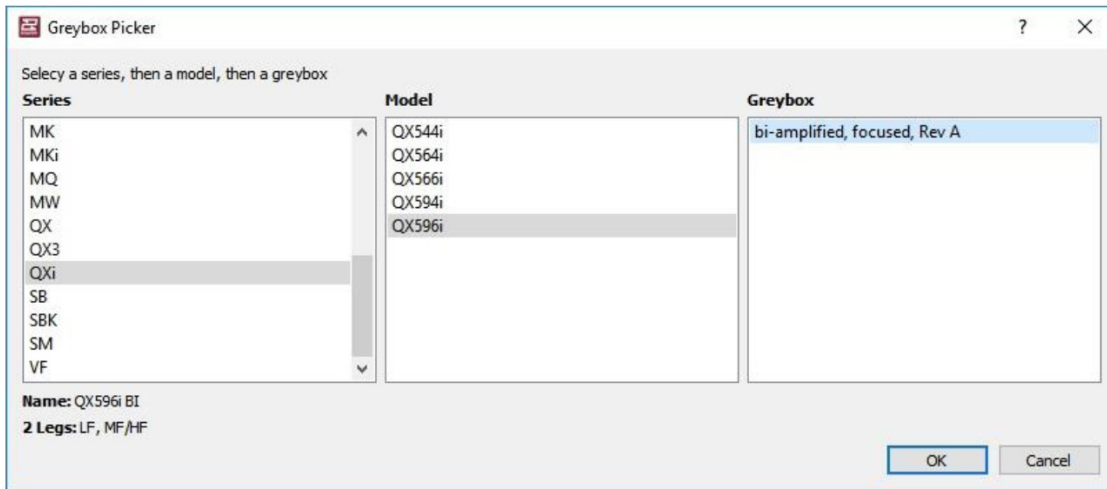 Greybox Picker
?
Selecy a series, then a model, then a greybox
Series
MK
MKi
MQ
MW
QX
QX3
QXi
SB
SBK
SM
VF
Model
QX544i
QX564i
QX566i
QX594i
QX596i
Greybox
bi-amplified, focused, Rev A
Name: QX596i BI
2 Legs: LF, MF/HF
OK
Cancel